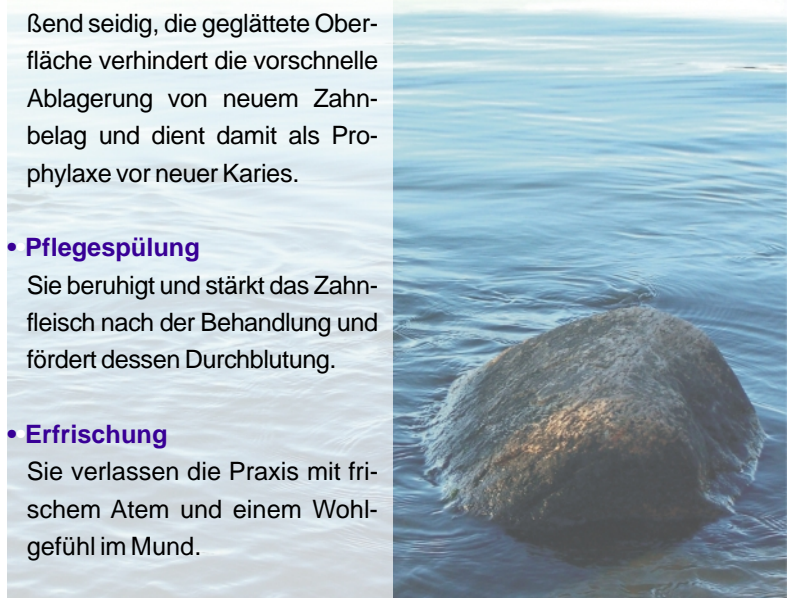 ßend seidig, die geglättete Ober-
fläche verhindert die vorschnelle
Ablagerung von neuem Zahn-
belag und dient damit als Pro-
phylaxe vor neuer Karies.
• Pflegespülung
Sie beruhigt und stärkt das Zahn-
fleisch nach der Behandlung und
fördert dessen Durchblutung.
• Erfrischung
Sie verlassen die Praxis mit fri-
schem Atem und einem Wohl-
gefühl im Mund.